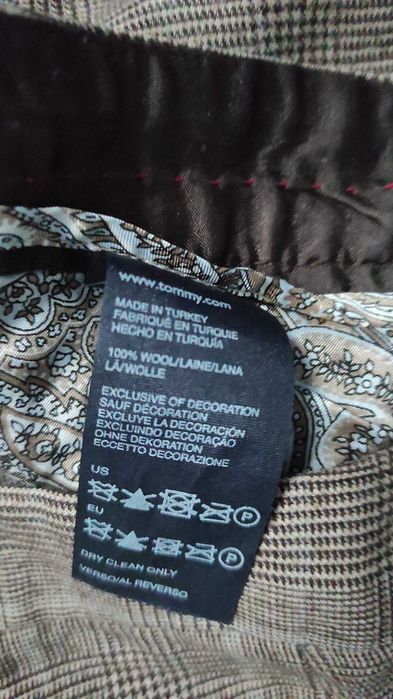 www.tommy.com
MADE IN TURKEY
FABRIQUÉ EN TURQUIE
HECHO EN TURQUÍA
100% WOOL/LAINE/LANA
LÃ/WOLLE
EXCLUSIVE OF DECORATION
SAUF DÉCORATION
EXCLUYE LA DECORACIÓN
EXCLUINDO DECORAÇÃO
OHNE DEKORATION
ECCETTO DECORAZIONE
US
P
EU
P
DRY CLEAN ONLY
VERSO/AL REVERSO